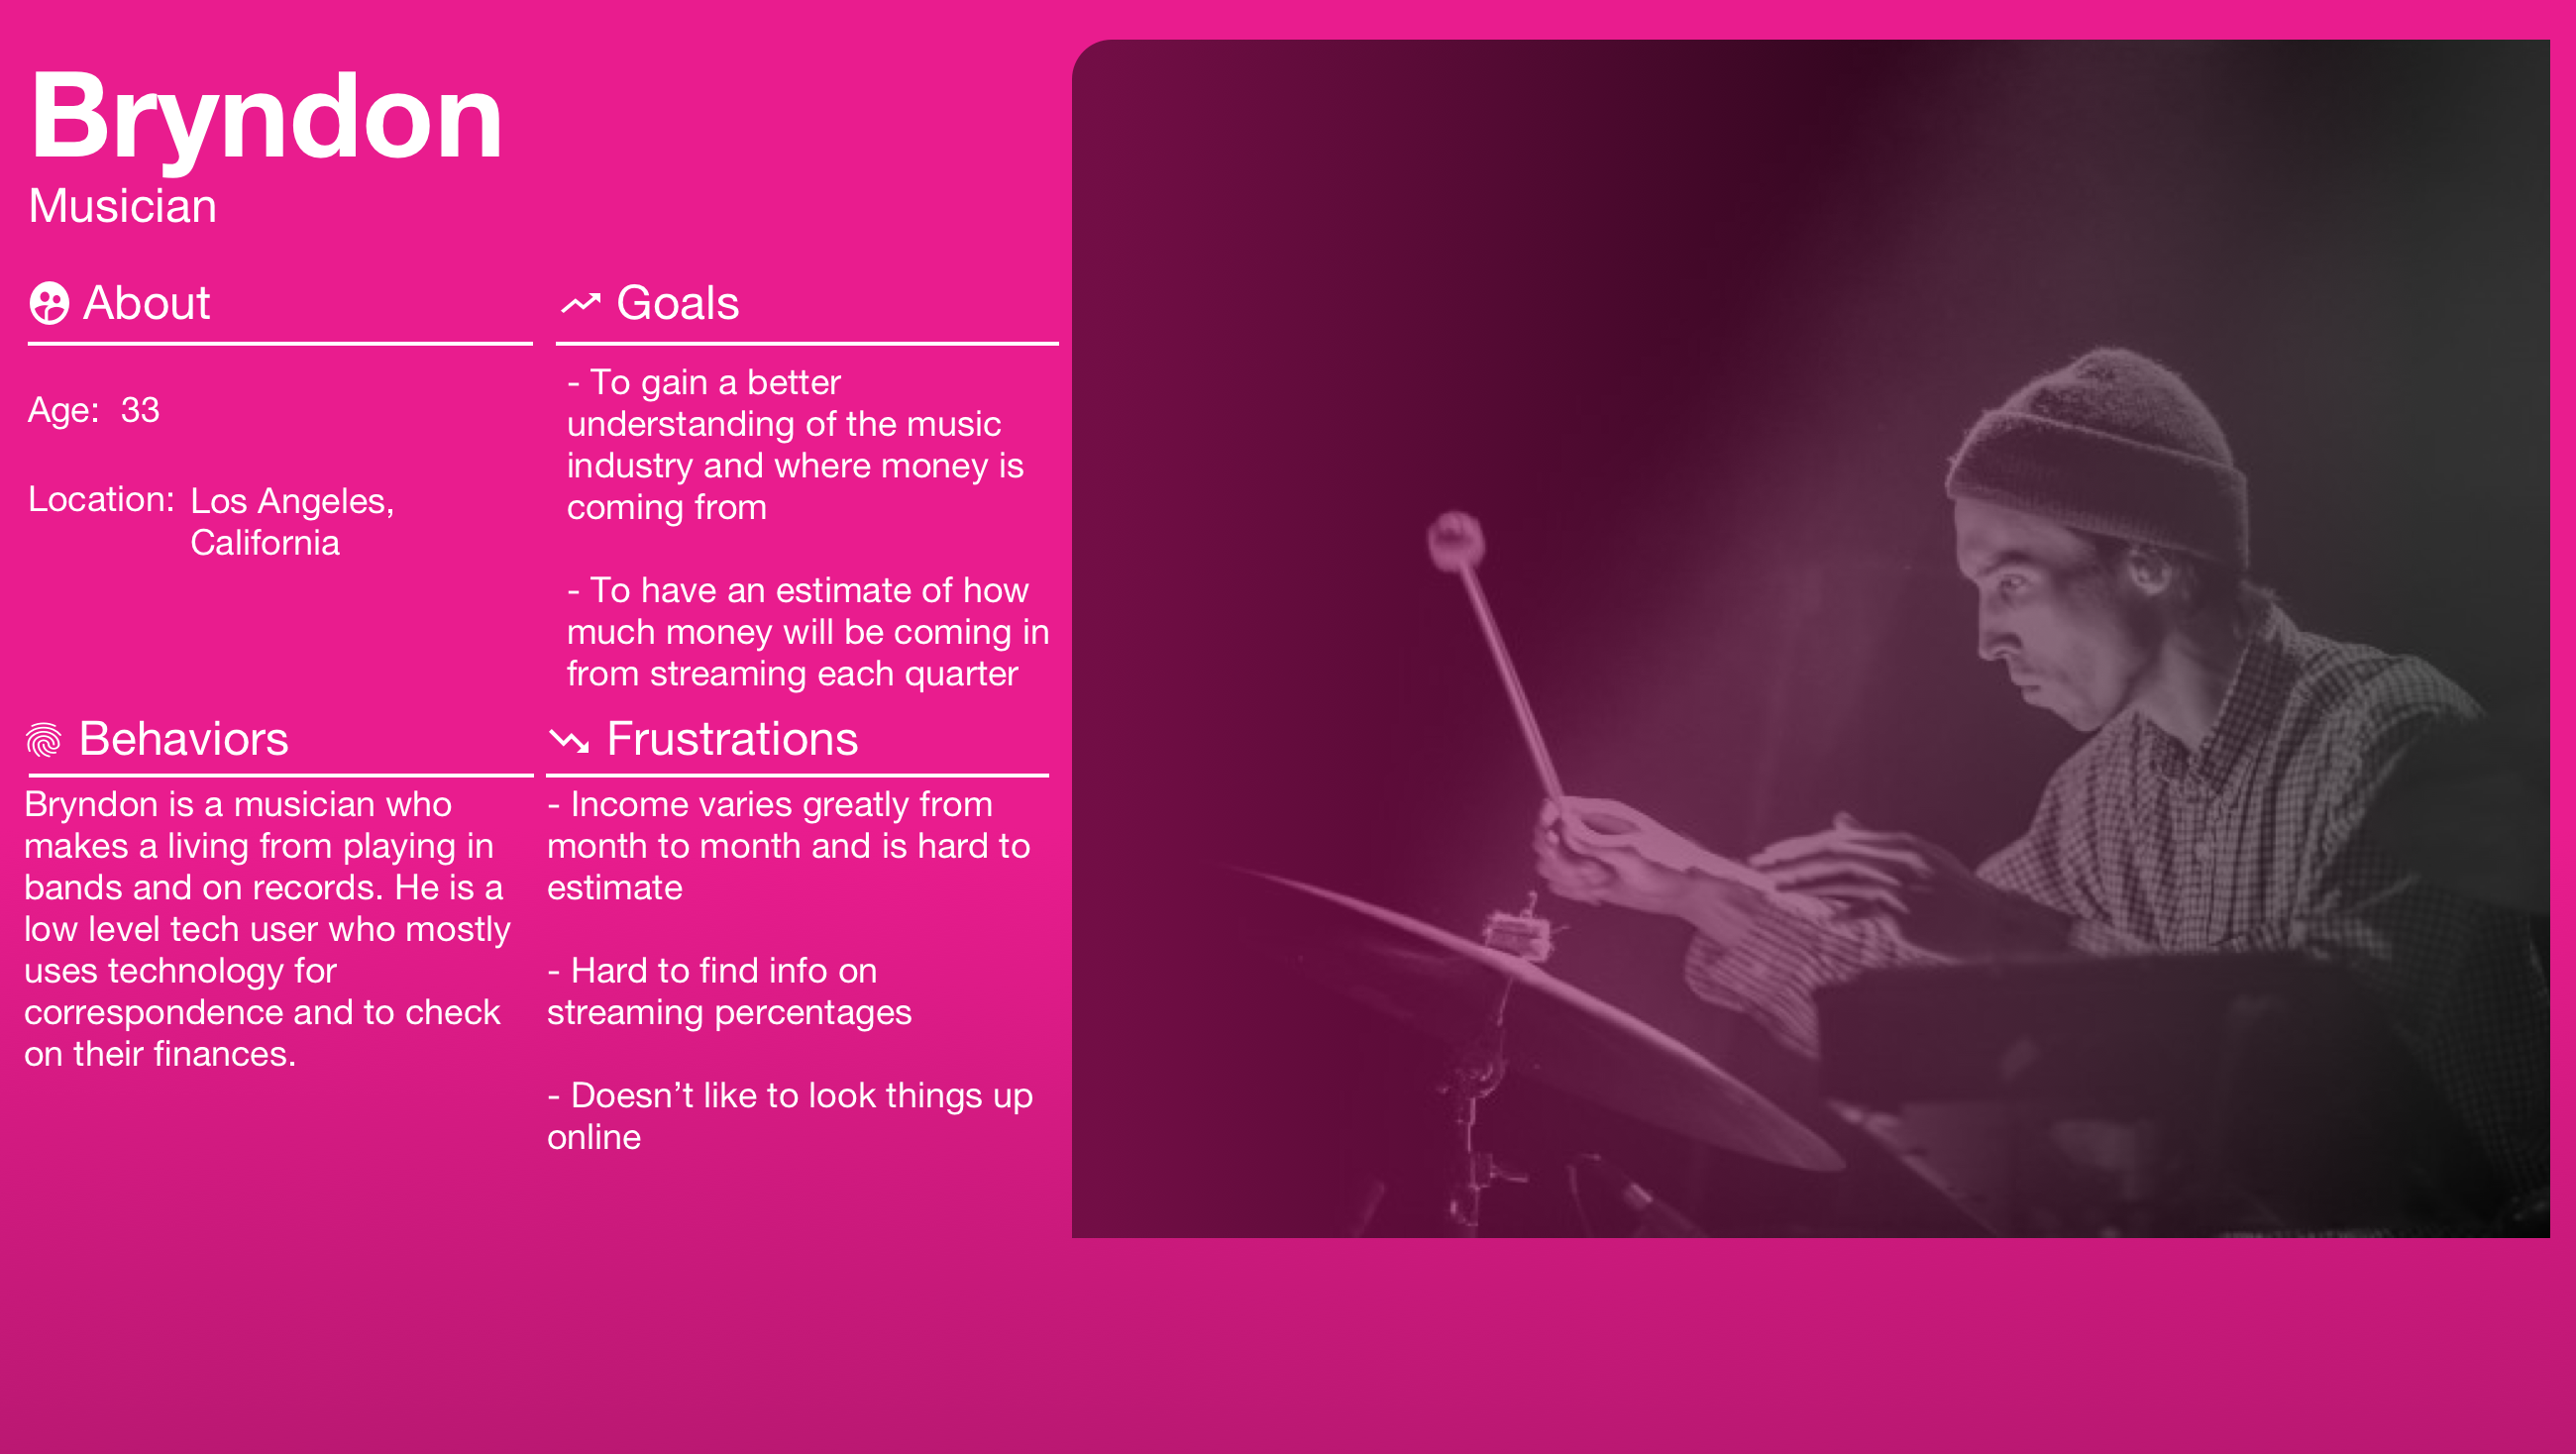 Bryndon
Musician
About
Age: 33
Location: Los Angeles,
California
Goals
- To gain a better
understanding of the music
industry and where money is
coming from
- To have an estimate of how
much money will be coming in
from streaming each quarter
Behaviors
Bryndon is a musician who
makes a living from playing in
bands and on records. He is a
low level tech user who mostly
uses technology for
correspondence and to check
on their finances.
Frustrations
- Income varies greatly from
month to month and is hard to
estimate
- Hard to find info on
streaming percentages
- Doesn’t like to look things up
online